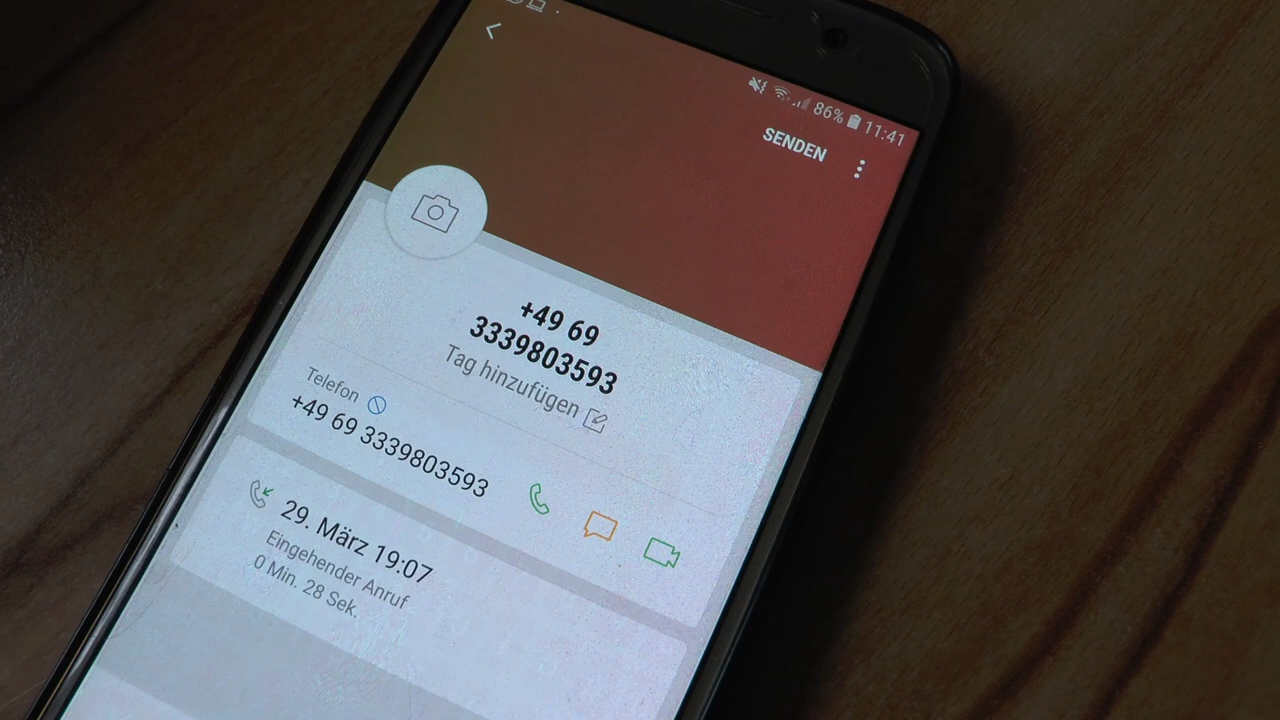 86% 11:41
SENDEN
+49 69
3339803593
Tag hinzufügen
Telefon
+49 69 3339803593
29. März 19:07
Eingehender Anruf
0 Min. 28 Sek.